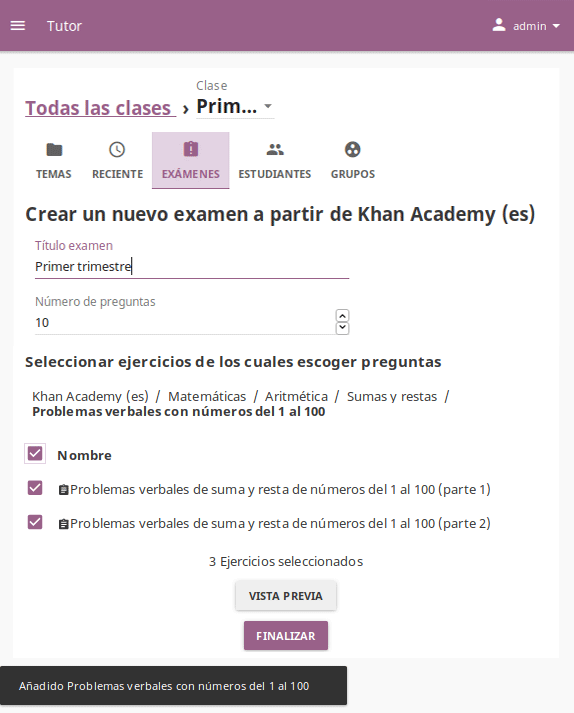 Tutor
admin
Clase
Todas las clases › Prim...
TEMAS RECIENTE EXÁMENES ESTUDIANTES GRUPOS
Crear un nuevo examen a partir de Khan Academy (es)
Título examen
Primer trimestre
Número de preguntas
10
Seleccionar ejercicios de los cuales escoger preguntas
Khan Academy (es) / Matemáticas / Aritmética / Sumas y restas /
Problemas verbales con números del 1 al 100
Nombre
Problemas verbales de suma y resta de números del 1 al 100 (parte 1)
Problemas verbales de suma y resta de números del 1 al 100 (parte 2)
3 Ejercicios seleccionados
VISTA PREVIA
FINALIZAR
Añadido Problemas verbales con números del 1 al 100